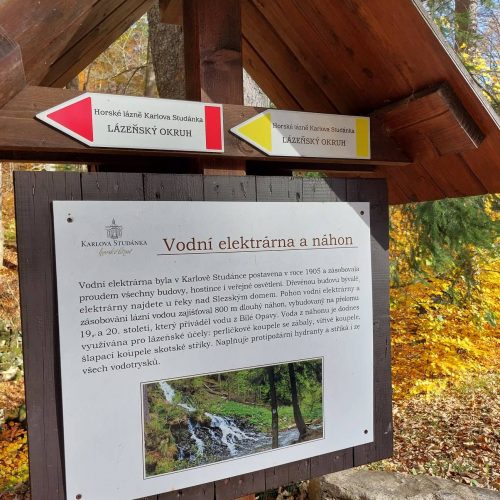 Horské lázně Karlova Studánka
LÁZEŇSKÝ OKRUH
Horské lázně Karlova Studánka
LÁZEŇSKÝ OKRUH
KARLOVA STUDÁNKA
Vodní elektrárna a náhon
Vodní elektrárna byla v Karlově Studánce postavena v roce 1905 a zásobovala
proudem všechny budovy, hostince i veřejné osvětlení. Dřevěnou budovu bývalé
elektrárny najdete u řeky nad Slezským domem. Pohon vodní elektrárny a
zásobování lázní vodou zajišťoval 800 m dlouhý náhon, vybudovaný na přelomu
19. a 20. století, který přiváděl vodu z Bílé Opavy. Voda z náhonu je dodnes
využívána pro lázeňské účely: perličkové koupele se zábaly, vířivé koupele,
šlapací koupele skotské střiky. Naplňuje protipožární hydranty a stříká i ze
všech vodotrysků.